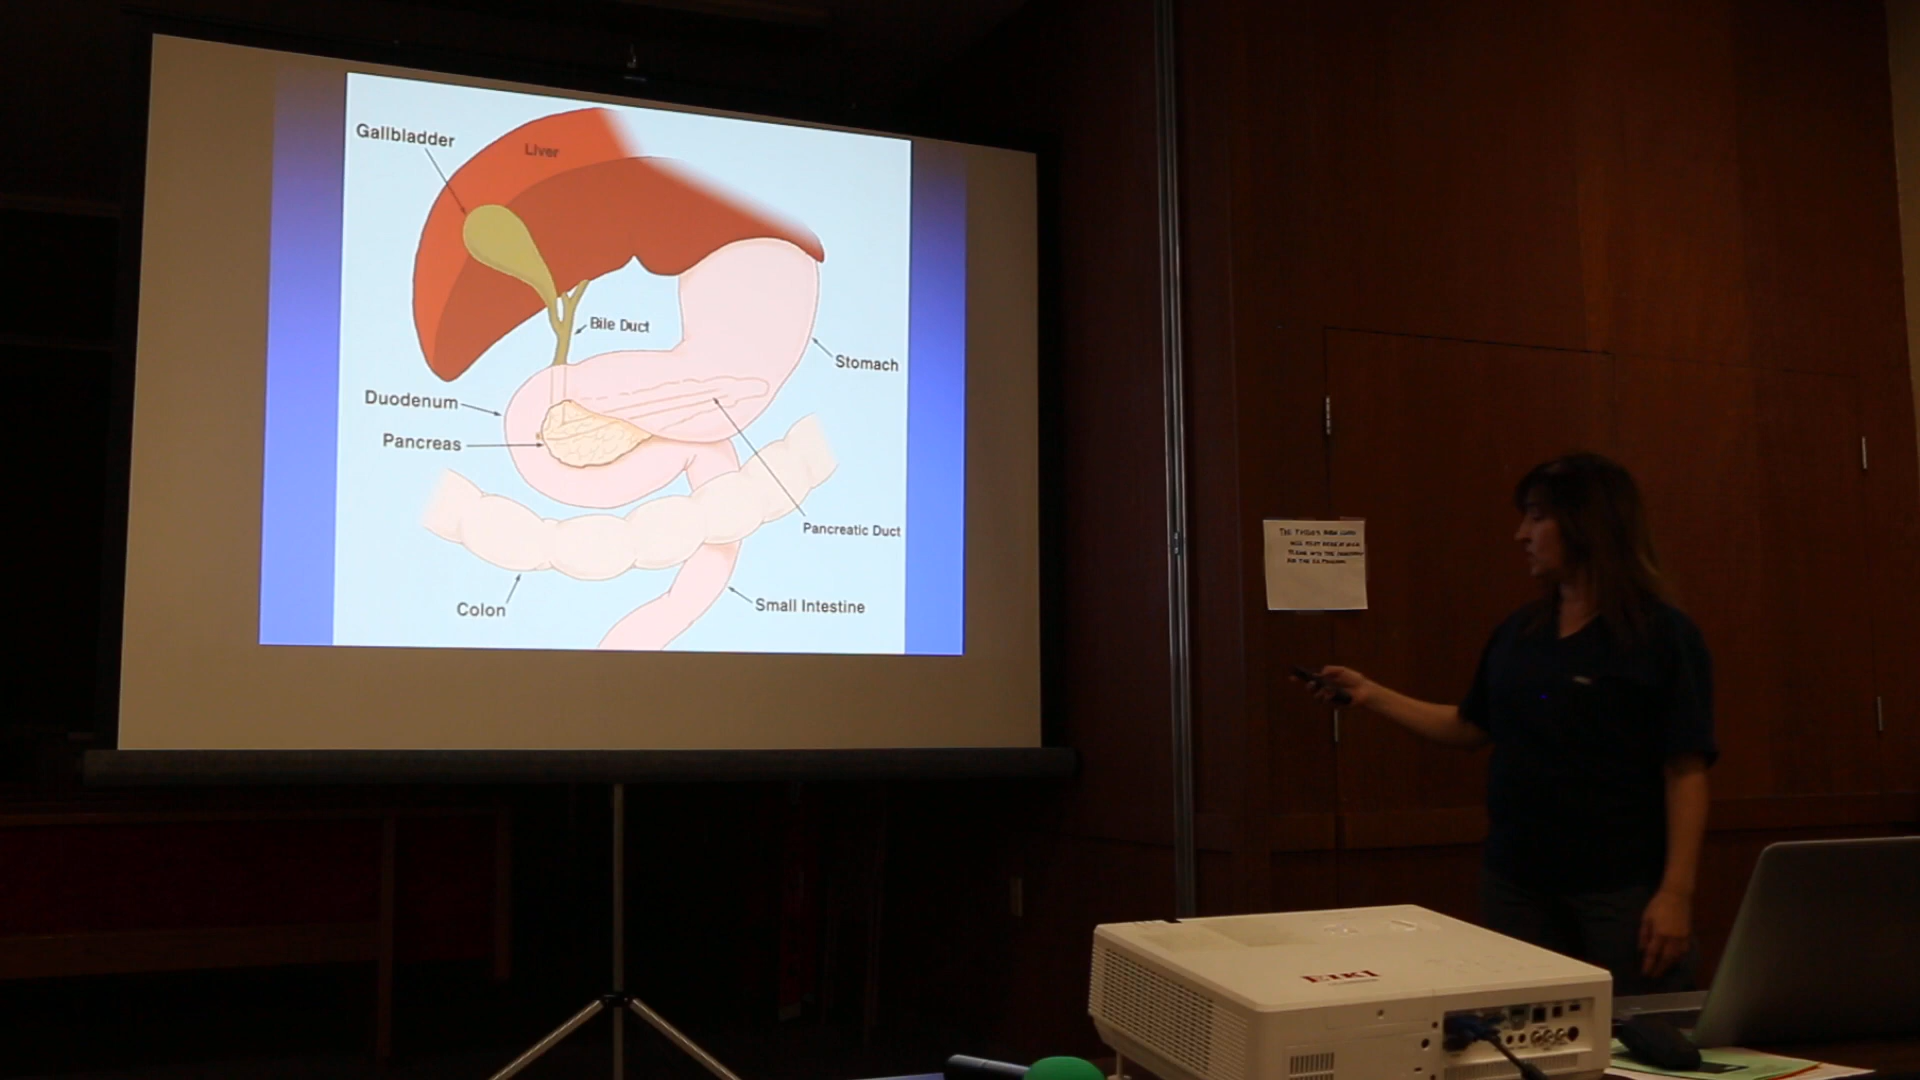 Gallbladder
Liver
Bile Duct
Stomach
Duodenum
Pancreas
Pancreatic Duct
Colon
Small Intestine
EIKI